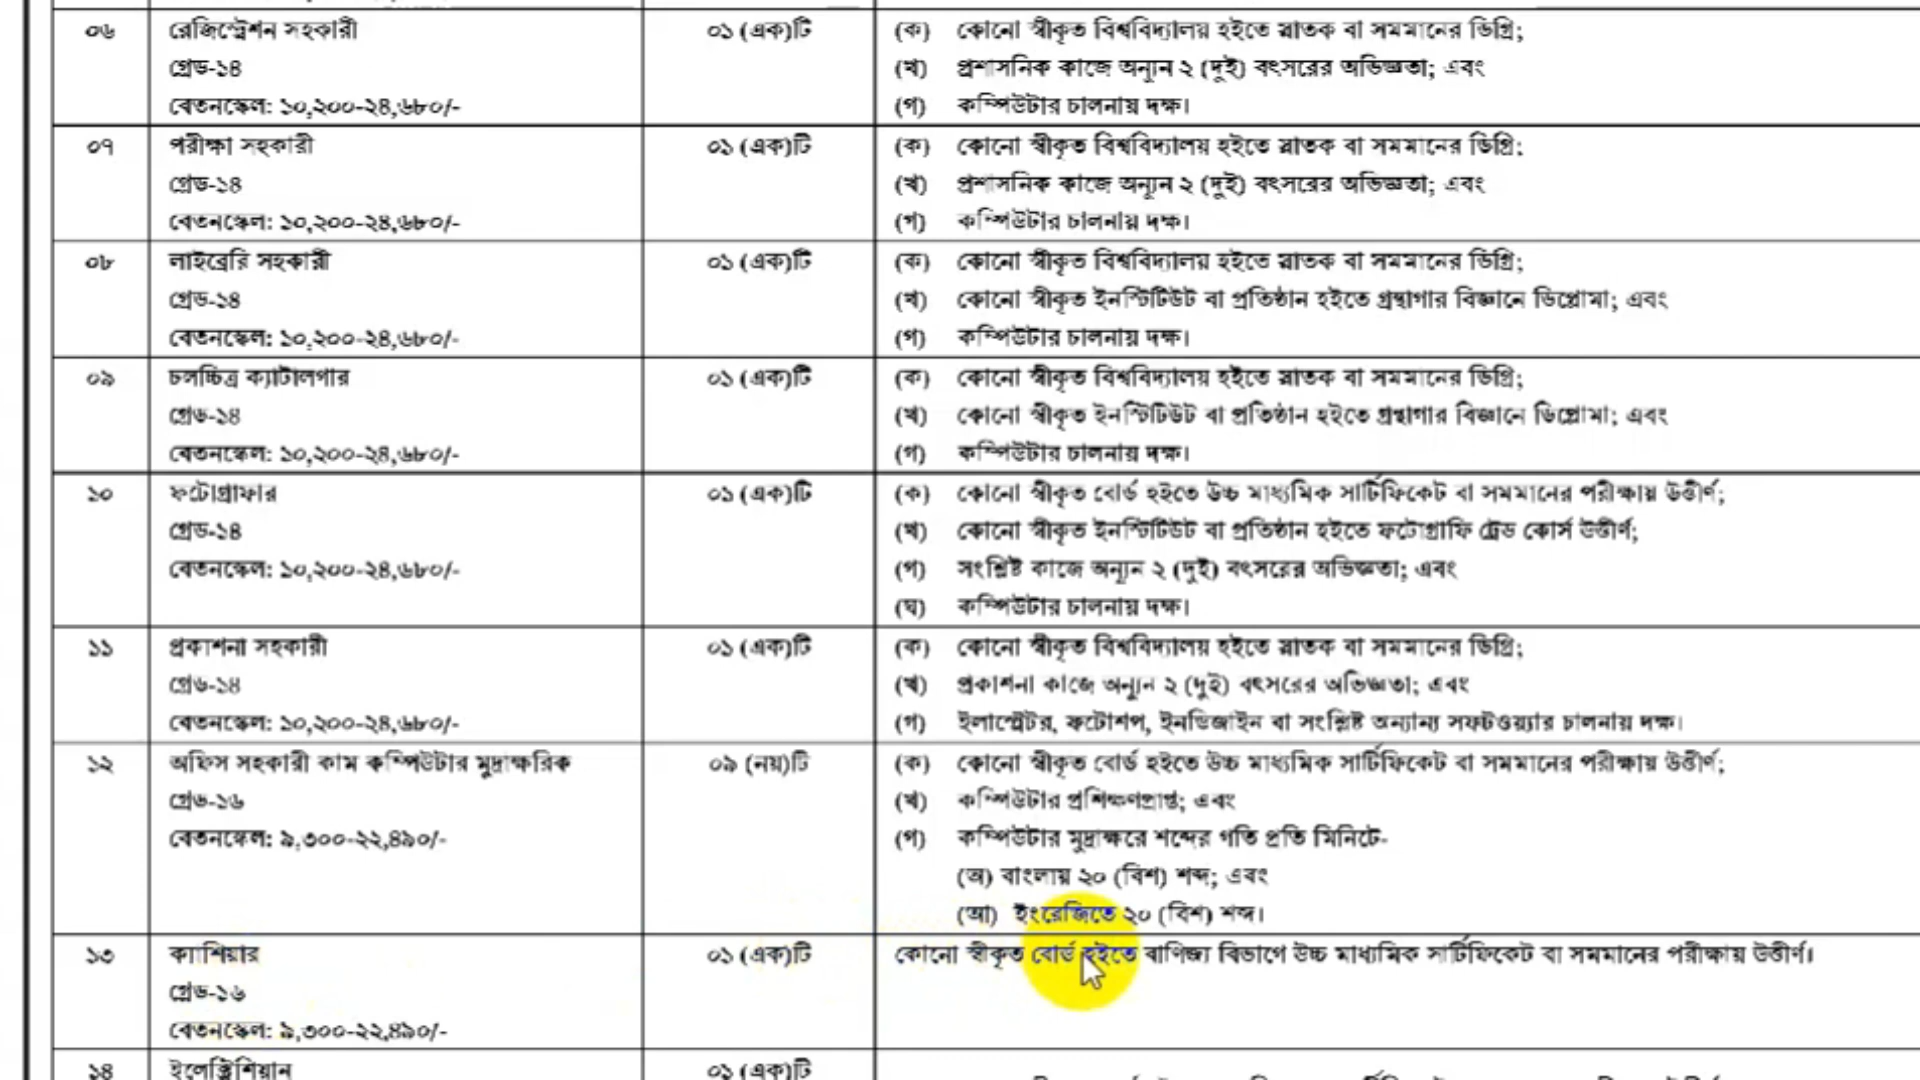 ০৬ রেজিস্ট্রেশন সহকারী ০১ (এক)টি (ক) কোনো স্বীকৃত বিশ্ববিদ্যালয় হইতে স্নাতক বা সমমানের ডিগ্রি;
গ্রেড-১৪ (খ) প্রশাসনিক কাজে অন্যূন ২ (দুই) বৎসরের অভিজ্ঞতা; এবং
বেতনস্কেল: ১০,২০০-২৪,৬৮০/- (গ) কম্পিউটার চালনায় দক্ষ।
০৭ পরীক্ষা সহকারী ০১ (এক)টি (ক) কোনো স্বীকৃত বিশ্ববিদ্যালয় হইতে স্নাতক বা সমমানের ডিগ্রি;
গ্রেড-১৪ (খ) প্রশাসনিক কাজে অন্যূন ২ (দুই) বৎসরের অভিজ্ঞতা; এবং
বেতনস্কেল: ১০,২০০-২৪,৬৮০/- (গ) কম্পিউটার চালনায় দক্ষ।
০৮ লাইব্রেরি সহকারী ০১ (এক)টি (ক) কোনো স্বীকৃত বিশ্ববিদ্যালয় হইতে স্নাতক বা সমমানের ডিগ্রি;
গ্রেড-১৪ (খ) কোনো স্বীকৃত ইনস্টিটিউট বা প্রতিষ্ঠান হইতে গ্রন্থাগার বিজ্ঞানে ডিপ্লোমা; এবং
বেতনস্কেল: ১০,২০০-২৪,৬৮০/- (গ) কম্পিউটার চালনায় দক্ষ।
০৯ চলচ্চিত্র ক্যাটালগার ০১ (এক)টি (ক) কোনো স্বীকৃত বিশ্ববিদ্যালয় হইতে স্নাতক বা সমমানের ডিগ্রি;
গ্রেড-১৪ (খ) কোনো স্বীকৃত ইনস্টিটিউট বা প্রতিষ্ঠান হইতে গ্রন্থাগার বিজ্ঞানে ডিপ্লোমা; এবং
বেতনস্কেল: ১০,২০০-২৪,৬৮০/- (গ) কম্পিউটার চালনায় দক্ষ।
১০ ফটোগ্রাফার ০১ (এক)টি (ক) কোনো স্বীকৃত বোর্ড হইতে উচ্চ মাধ্যমিক সার্টিফিকেট বা সমমানের পরীক্ষায় উত্তীর্ণ;
গ্রেড-১৪ (খ) কোনো স্বীকৃত ইনস্টিটিউট বা প্রতিষ্ঠান হইতে ফটোগ্রাফি ট্রেড কোর্স উত্তীর্ণ;
বেতনস্কেল: ১০,২০০-২৪,৬৮০/- (গ) সংশ্লিষ্ট কাজে অন্যূন ২ (দুই) বৎসরের অভিজ্ঞতা; এবং
(ঘ) কম্পিউটার চালনায় দক্ষ।
১১ প্রকাশনা সহকারী ০১ (এক)টি (ক) কোনো স্বীকৃত বিশ্ববিদ্যালয় হইতে স্নাতক বা সমমানের ডিগ্রি;
গ্রেড-১৪ (খ) প্রকাশনা কাজে অন্যূন ২ (দুই) বৎসরের অভিজ্ঞতা; এবং
বেতনস্কেল: ১০,২০০-২৪,৬৮০/- (গ) ইলাস্ট্রেটর, ফটোশপ, ইনডিজাইন বা সংশ্লিষ্ট অন্যান্য সফটওয়্যার চালনায় দক্ষ।
১২ অফিস সহকারী কাম কম্পিউটার মুদ্রাক্ষরিক ০৯ (নয়)টি (ক) কোনো স্বীকৃত বোর্ড হইতে উচ্চ মাধ্যমিক সার্টিফিকেট বা সমমানের পরীক্ষায় উত্তীর্ণ;
গ্রেড-১৬ (খ) কম্পিউটার প্রশিক্ষণপ্রাপ্ত; এবং
বেতনস্কেল: ৯,৩০০-২২,৪৯০/- (গ) কম্পিউটার মুদ্রাক্ষরে শব্দের গতি প্রতি মিনিটে-
(অ) বাংলায় ২০ (বিশ) শব্দ; এবং
(আ) ইংরেজিতে ২০ (বিশ) শব্দ।
১৩ ক্যাশিয়ার ০১ (এক)টি কোনো স্বীকৃত বোর্ড হইতে বাণিজ্য বিভাগে উচ্চ মাধ্যমিক সার্টিফিকেট বা সমমানের পরীক্ষায় উত্তীর্ণ।
গ্রেড-১৬
বেতনস্কেল: ৯,৩০০-২২,৪৯০/-
১৪ ইলেক্ট্রিশিয়ান ০১ (এক)টি